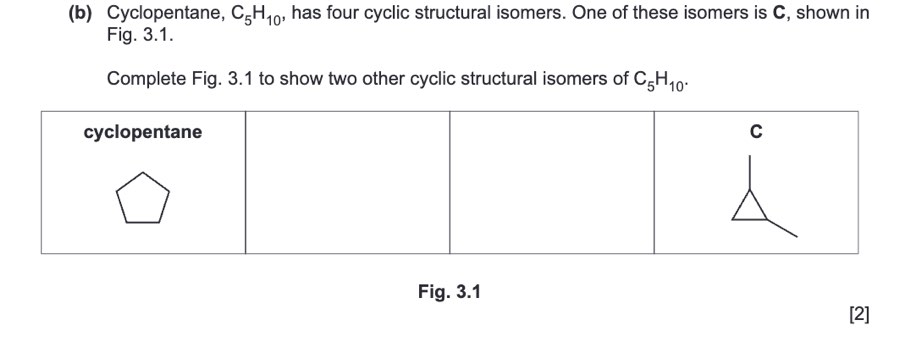 (b) Cyclopentane, C₅H₁₀, has four cyclic structural isomers. One of these isomers is C, shown in
Fig. 3.1.
Complete Fig. 3.1 to show two other cyclic structural isomers of C₅H₁₀.
cyclopentane
C
Fig. 3.1
[2]